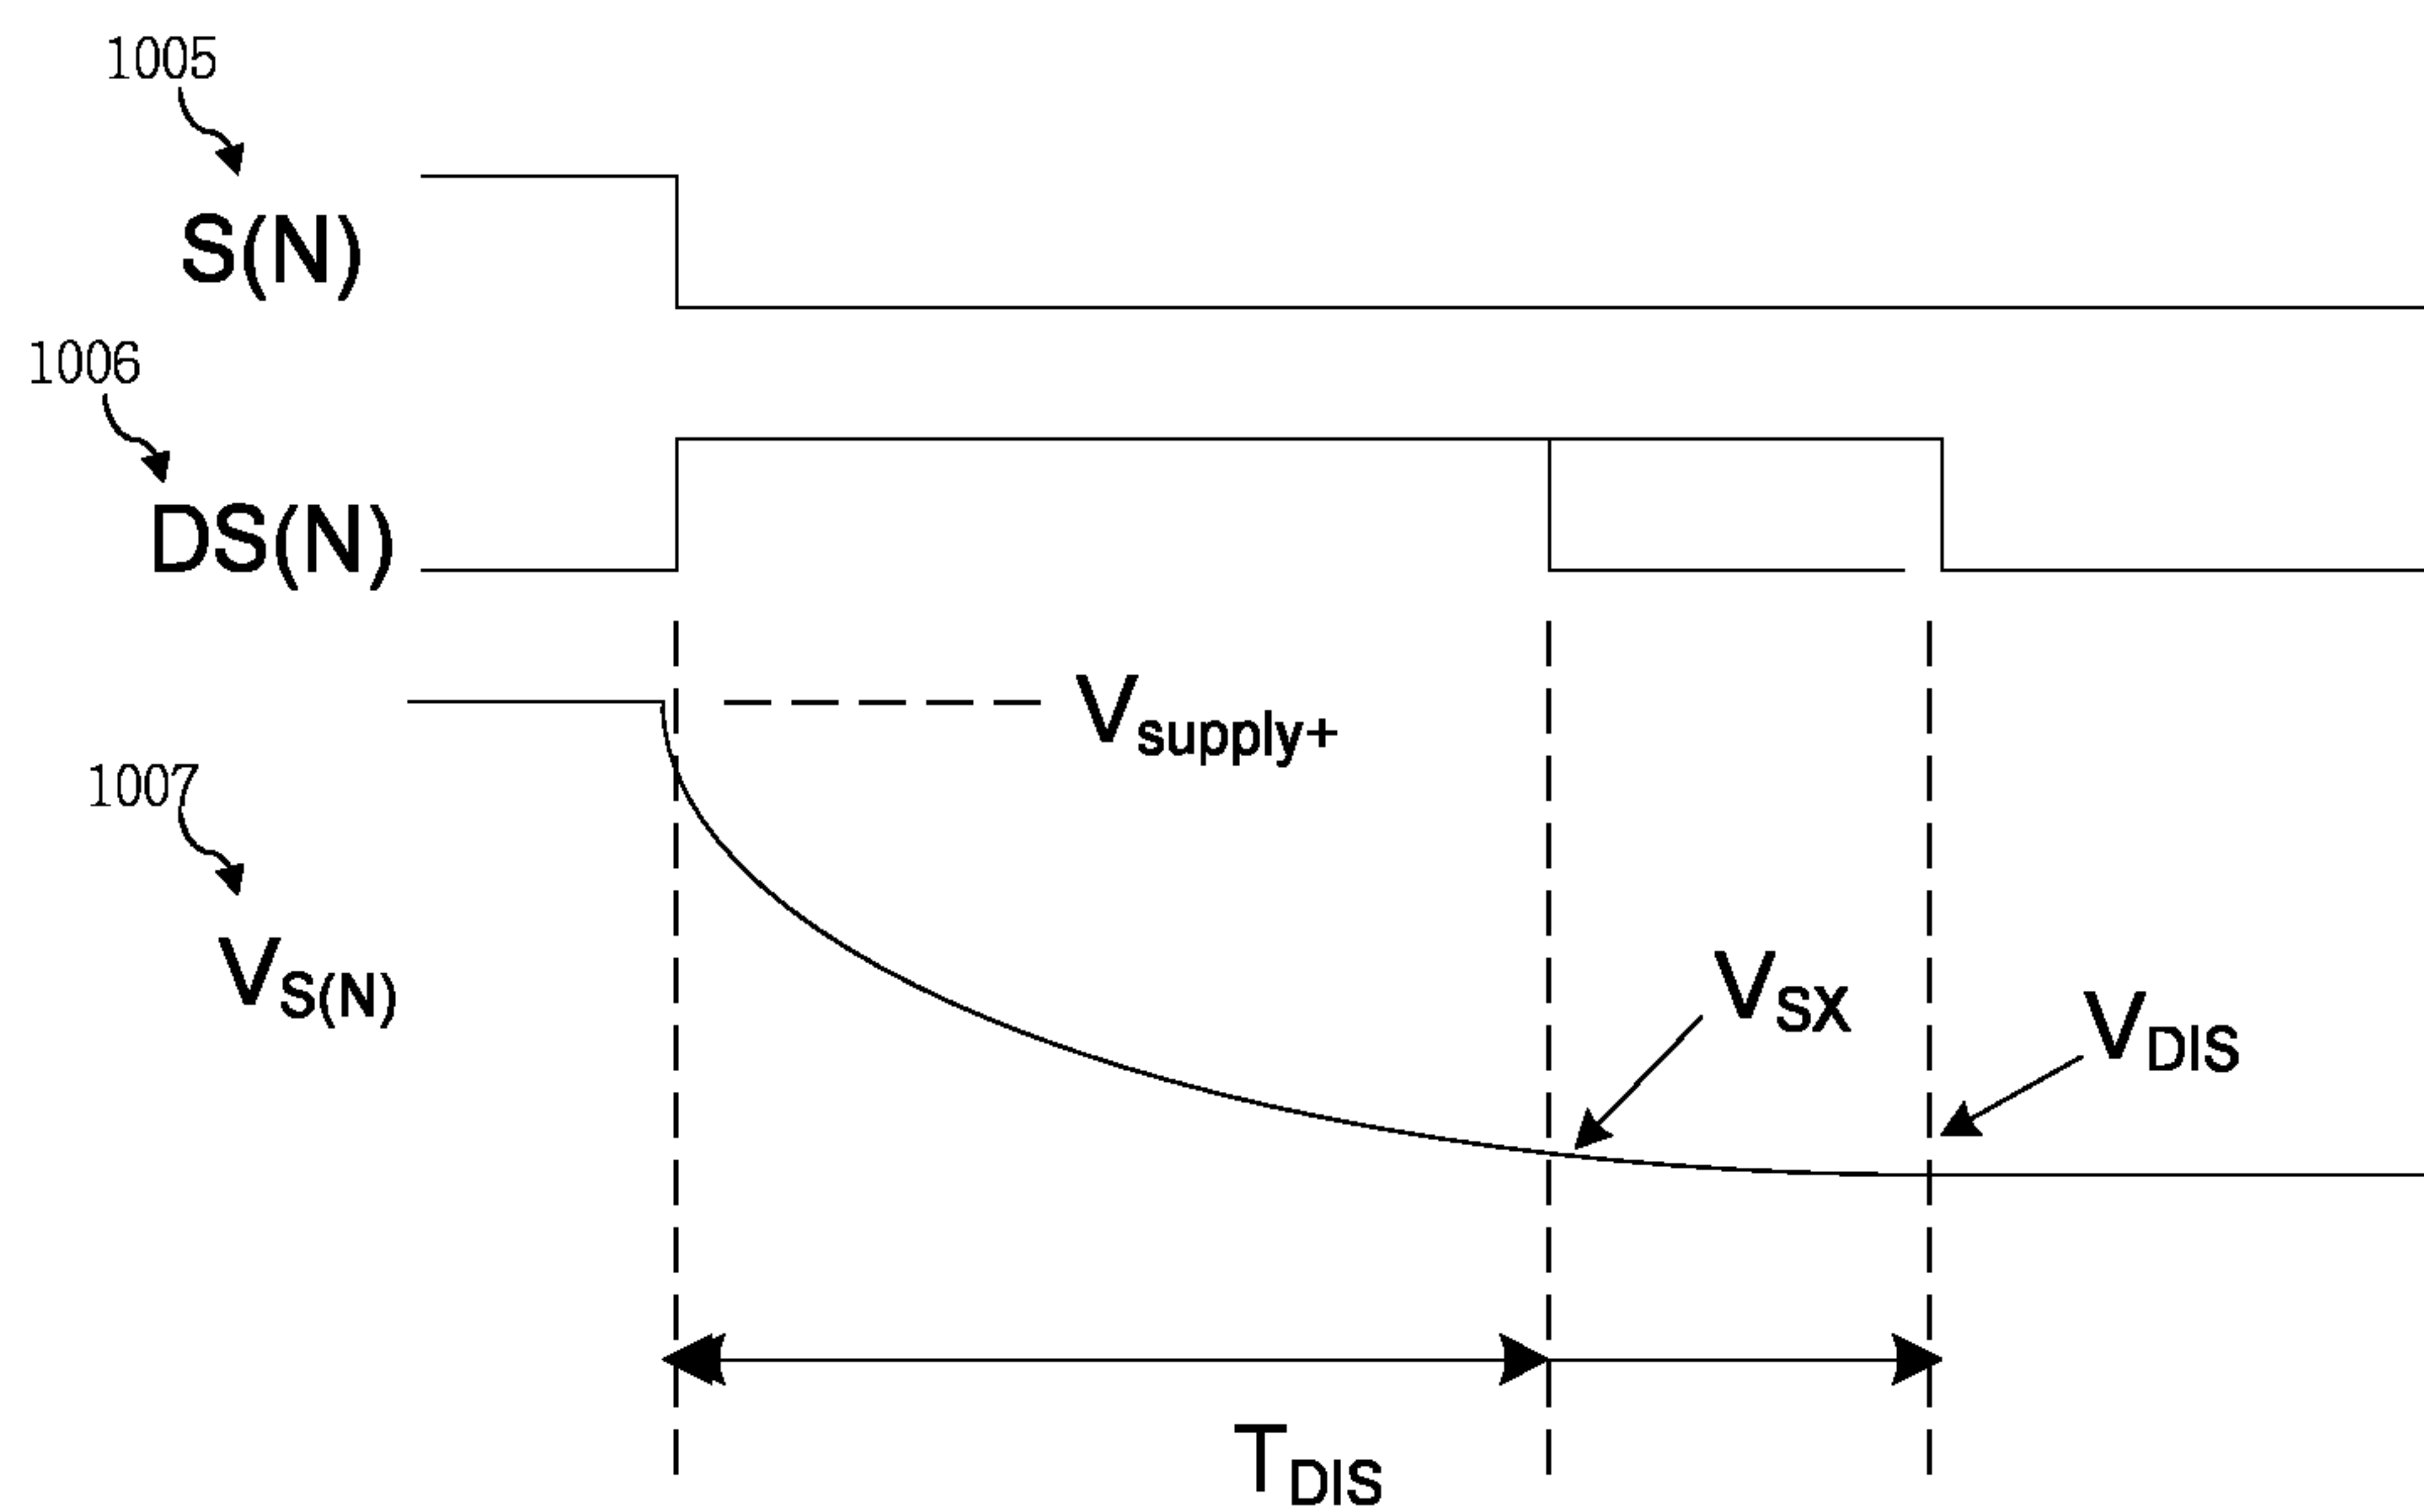 1005
S(N)
1006
DS(N)
Vsupply+
1007
VS(N)
VSX
VDIS
TDIS